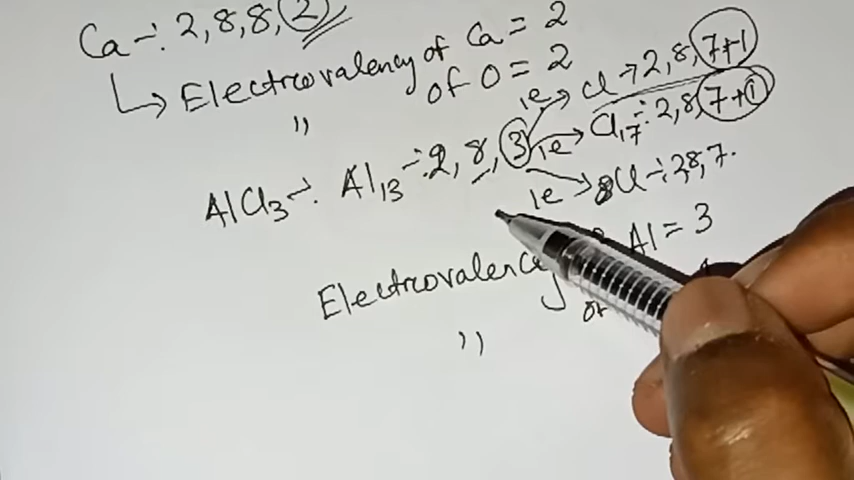 Ca -: 2,8,8,2
Electrovalency of Ca = 2
" of O = 2
1e Cl → 2,8,7+1
AlCl3 -: Al13 -: 2,8,3 1e Cl17 -: 2,8,7+1
1e Cl -: 2,8,7.
Electrovalency Al = 3
" of